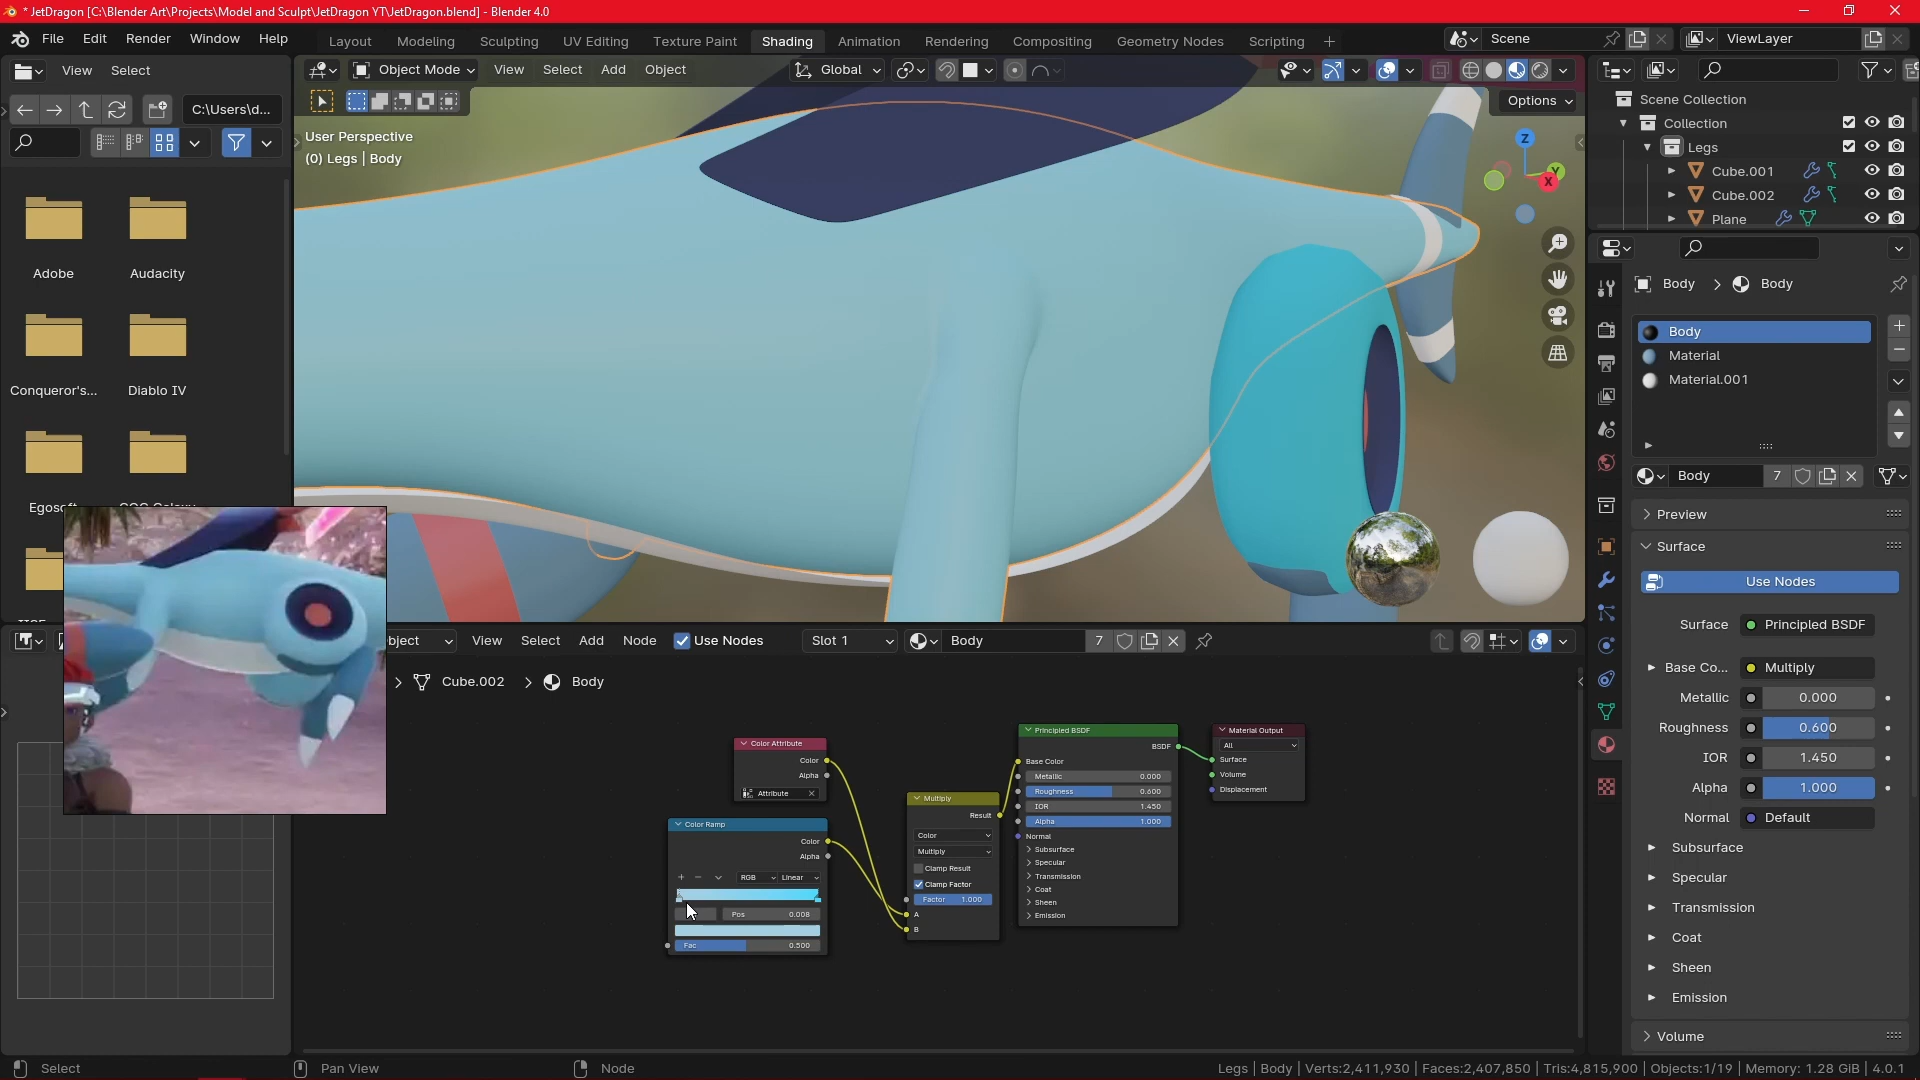 * JetDragon [C:\Blender Art\Projects\Model and Sculpt\JetDragon YT\JetDragon.blend] - Blender 4.0
File Edit Render Window Help
Layout Modeling Sculpting UV Editing Texture Paint Shading Animation Rendering Compositing Geometry Nodes Scripting +
Scene
ViewLayer
View Select
Object Mode View Select Add Object
Global
C:\Users\d...
Options
User Perspective
(0) Legs | Body
Z
Y
X
Adobe
Audacity
Conqueror's...
Diablo IV
Scene Collection
Collection
Legs
Cube.001
Cube.002
Plane
Body > Body
Body
Material
Material.001
Body 7
Preview
Surface
Use Nodes
Surface Principled BSDF
Base Co... Multiply
Metallic 0.000
Roughness 0.600
IOR 1.450
Alpha 1.000
Normal Default
Subsurface
Specular
Transmission
Coat
Sheen
Emission
Volume
bject View Select Add Node Use Nodes Slot 1 Body 7
> Cube.002 > Body
Color Attribute
Color
Alpha
Attribute
Color Ramp
Color
Alpha
RGB Linear
Pos 0.008
Fac 0.500
Multiply
Result
Color
Multiply
Clamp Result
Clamp Factor
Factor 1.000
A
B
Principled BSDF
BSDF
Base Color
Metallic 0.000
Roughness 0.600
IOR 1.450
Alpha 1.000
Normal
Subsurface
Specular
Transmission
Coat
Sheen
Emission
Material Output
All
Surface
Volume
Displacement
Select Pan View Node
Legs | Body | Verts:2,411,930 | Faces:2,407,850 | Tris:4,815,900 | Objects:1/19 | Memory: 1.28 GiB | 4.0.1